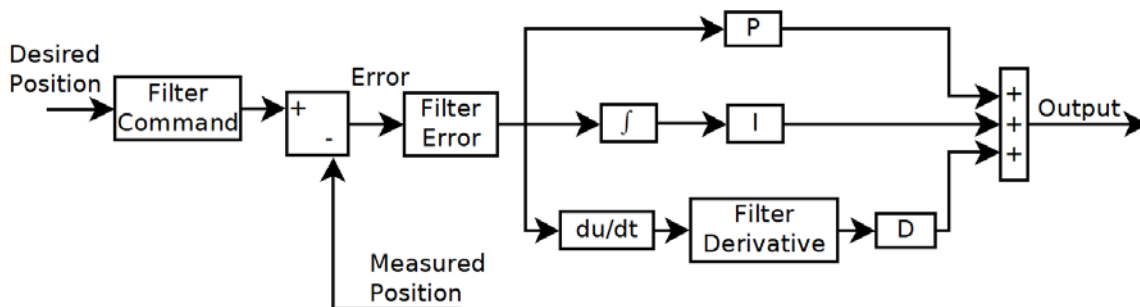 Desired
Position
Filter
Command
+
-
Error
Filter
Error
P
∫
I
du/dt
Filter
Derivative
D
+
+
+
Output
Measured
Position